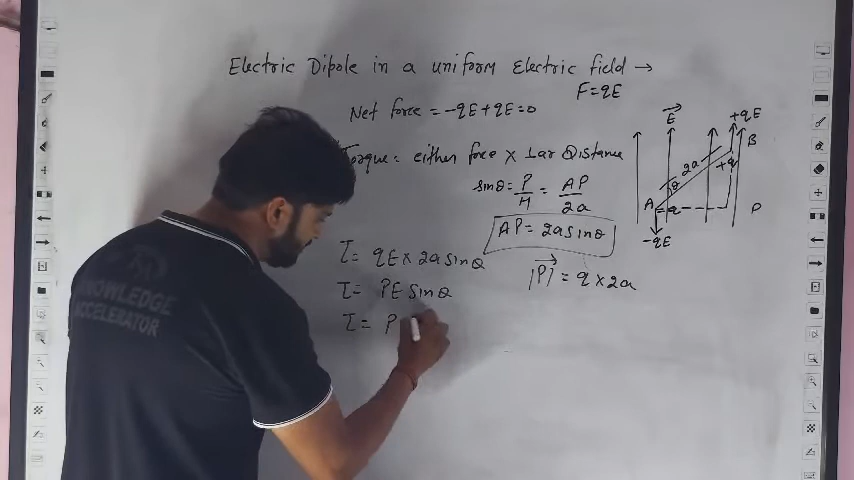 Electric Dipole in a uniform Electric field →
F = qE
Net force = -qE + qE = 0
Torque = either force × ⊥ar Distance
sinθ = P/H = AP/2a
AP = 2a sinθ
τ = qE × 2a sinθ
|P⃗| = q × 2a
τ = PE sinθ
τ = P
E⃗
+qE
B
2a
+q
θ
A
-q
P
-qE
KNOWLEDGE
ACCELERATOR